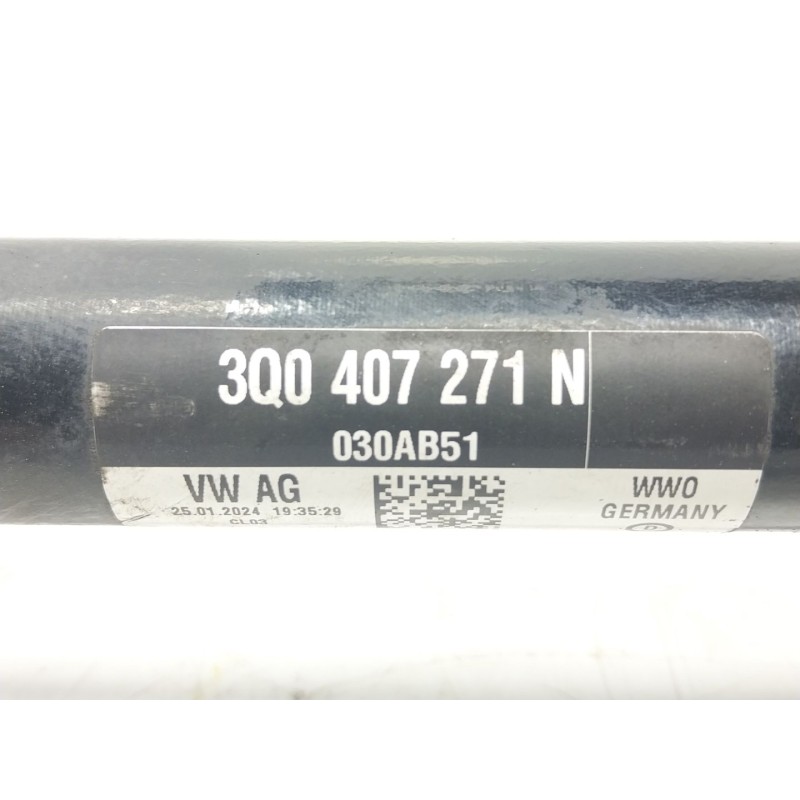 3Q0 407 271 N
030AB51
VW AG
25.01.2024 19:35:29
CL03
WW0
GERMANY
D